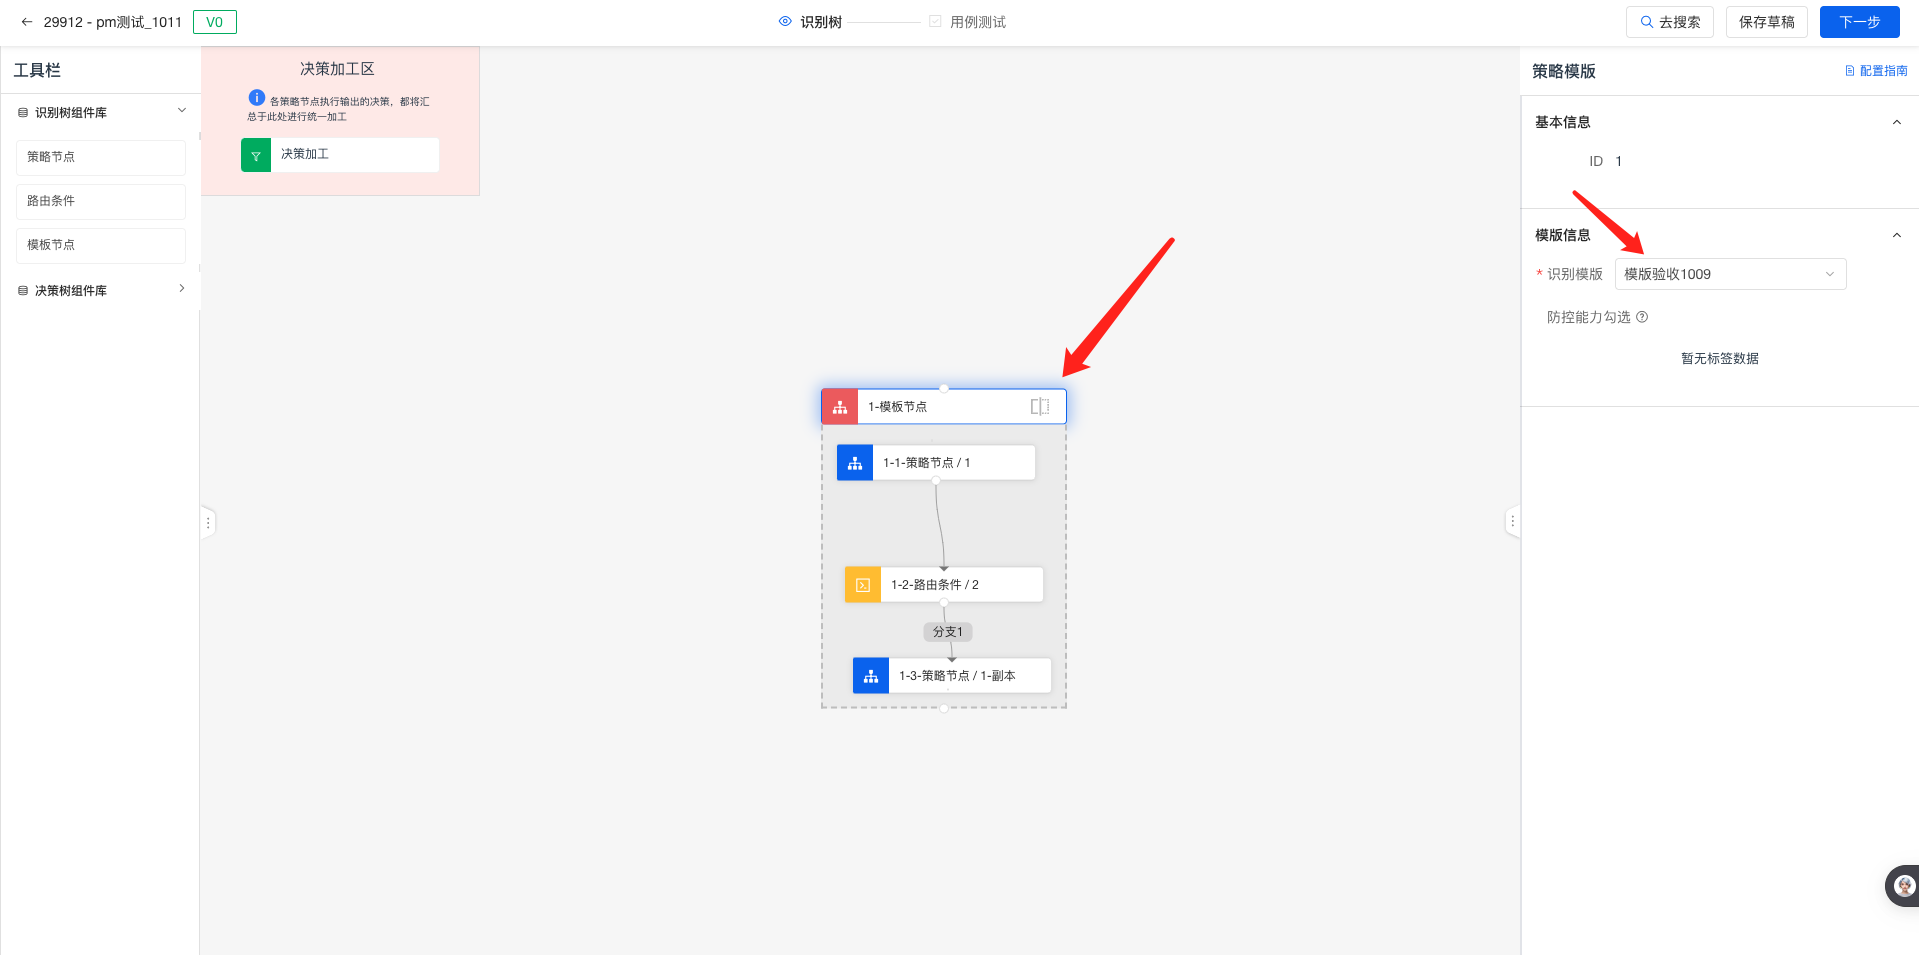 29912 - pm测试_1011 V0
识别树
用例测试
去搜索
保存草稿
下一步
工具栏
识别树组件库
策略节点
路由条件
模板节点
决策树组件库
决策加工区
各策略节点执行输出的决策，都将汇
总于此处进行统一加工
决策加工
1-模板节点
1-1-策略节点 / 1
1-2-路由条件 / 2
分支1
1-3-策略节点 / 1-副本
策略模版
配置指南
基本信息
ID 1
模版信息
* 识别模版 模版验收1009
防控能力勾选
暂无标签数据